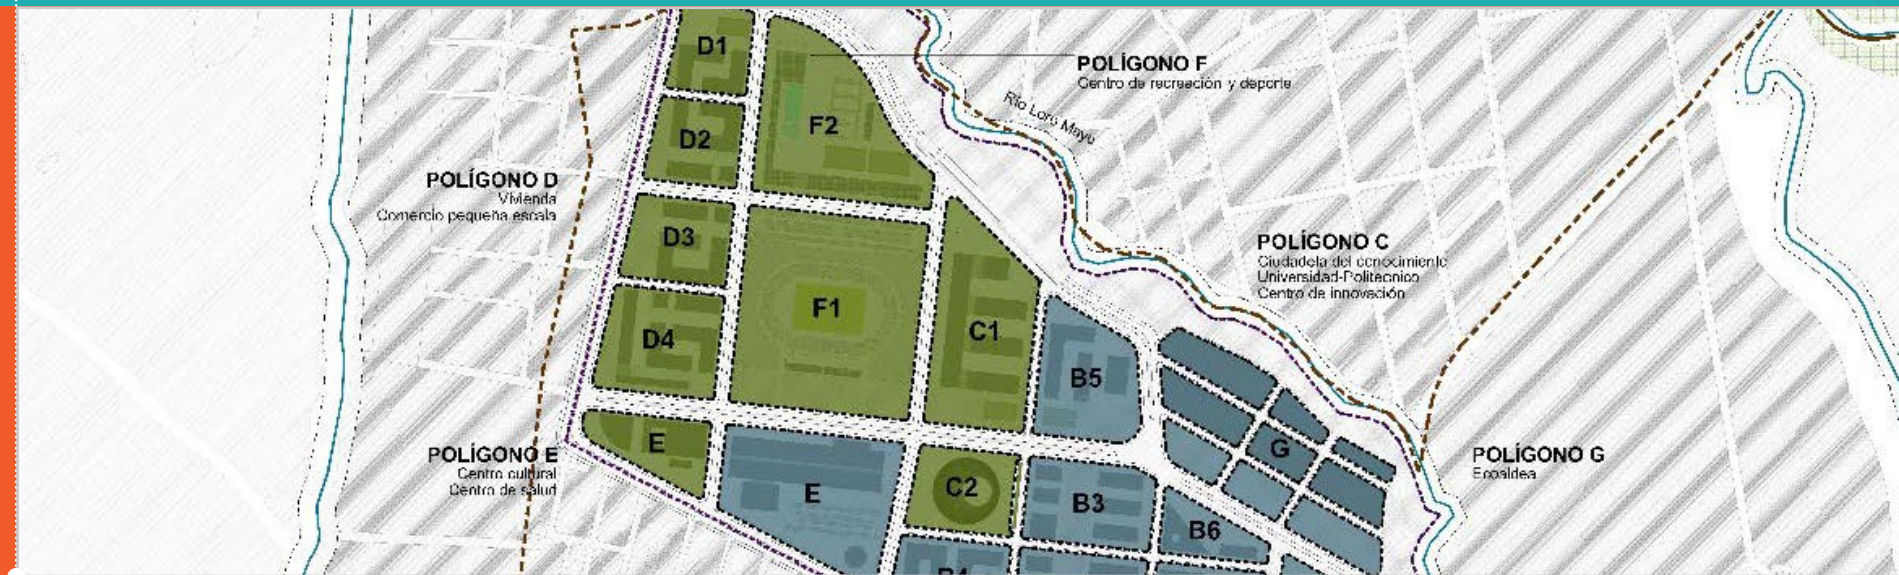 D1
POLÍGONO F
Centro de recreación y deporte
Río Loro Mayu
F2
D2
POLÍGONO D
Vivienda
Comercio pequeña escala
D3
POLÍGONO C
Ciudadela del conocimiento
Universidad-Politecnico
Centro de innovación
F1
C1
D4
B5
E
G
POLÍGONO E
Centro cultural
Centro de salud
POLÍGONO G
Ecoaldea
E
C2
B3
B6